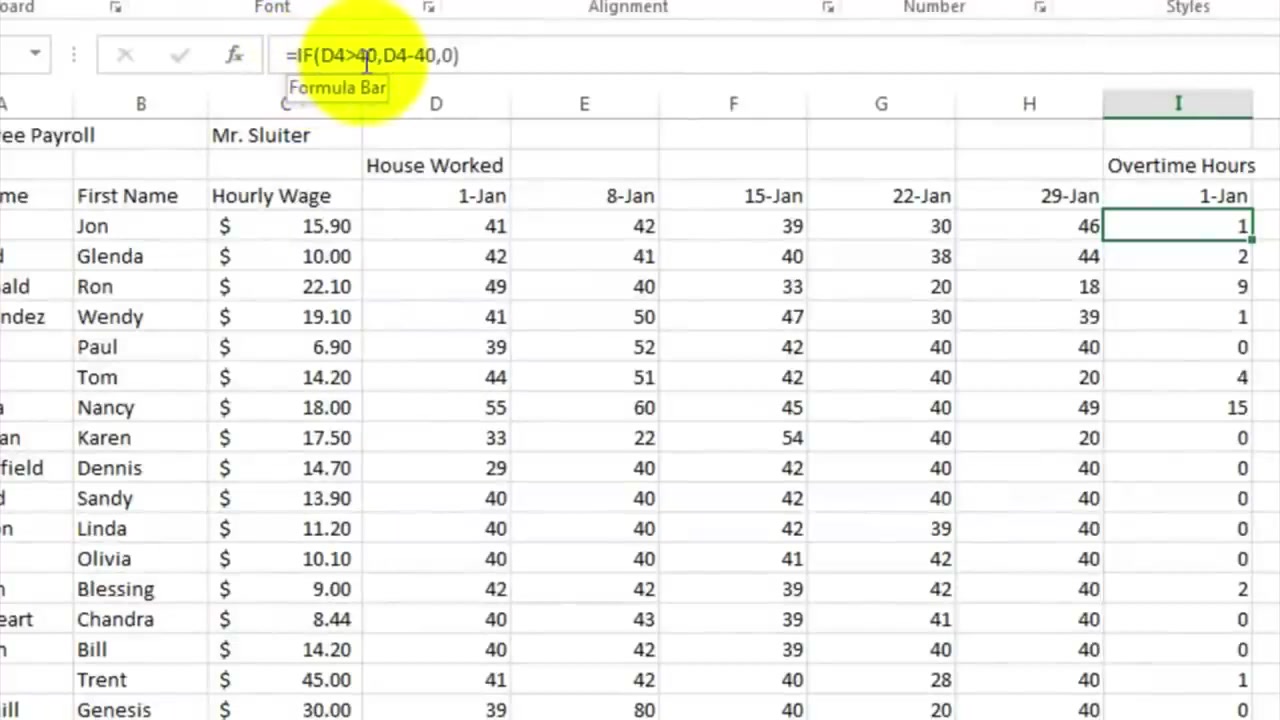 oard Font Alignment Number Styles
fx =IF(D4>40,D4-40,0)
Formula Bar
A B C D E F G H I
ee Payroll Mr. Sluiter
House Worked Overtime Hours
me First Name Hourly Wage 1-Jan 8-Jan 15-Jan 22-Jan 29-Jan 1-Jan
Jon $ 15.90 41 42 39 30 46 1
d Glenda $ 10.00 42 41 40 38 44 2
ald Ron $ 22.10 49 40 33 20 18 9
ndez Wendy $ 19.10 41 50 47 30 39 1
Paul $ 6.90 39 52 42 40 40 0
Tom $ 14.20 44 51 42 40 20 4
a Nancy $ 18.00 55 60 45 40 49 15
an Karen $ 17.50 33 22 54 40 20 0
field Dennis $ 14.70 29 40 42 40 40 0
d Sandy $ 13.90 40 40 42 40 40 0
n Linda $ 11.20 40 40 42 39 40 0
Olivia $ 10.10 40 40 41 42 40 0
n Blessing $ 9.00 42 42 39 42 40 2
eart Chandra $ 8.44 40 43 39 41 40 0
n Bill $ 14.20 40 42 39 40 40 0
Trent $ 45.00 41 42 40 28 40 1
ill Genesis $ 30.00 39 80 40 20 40 0